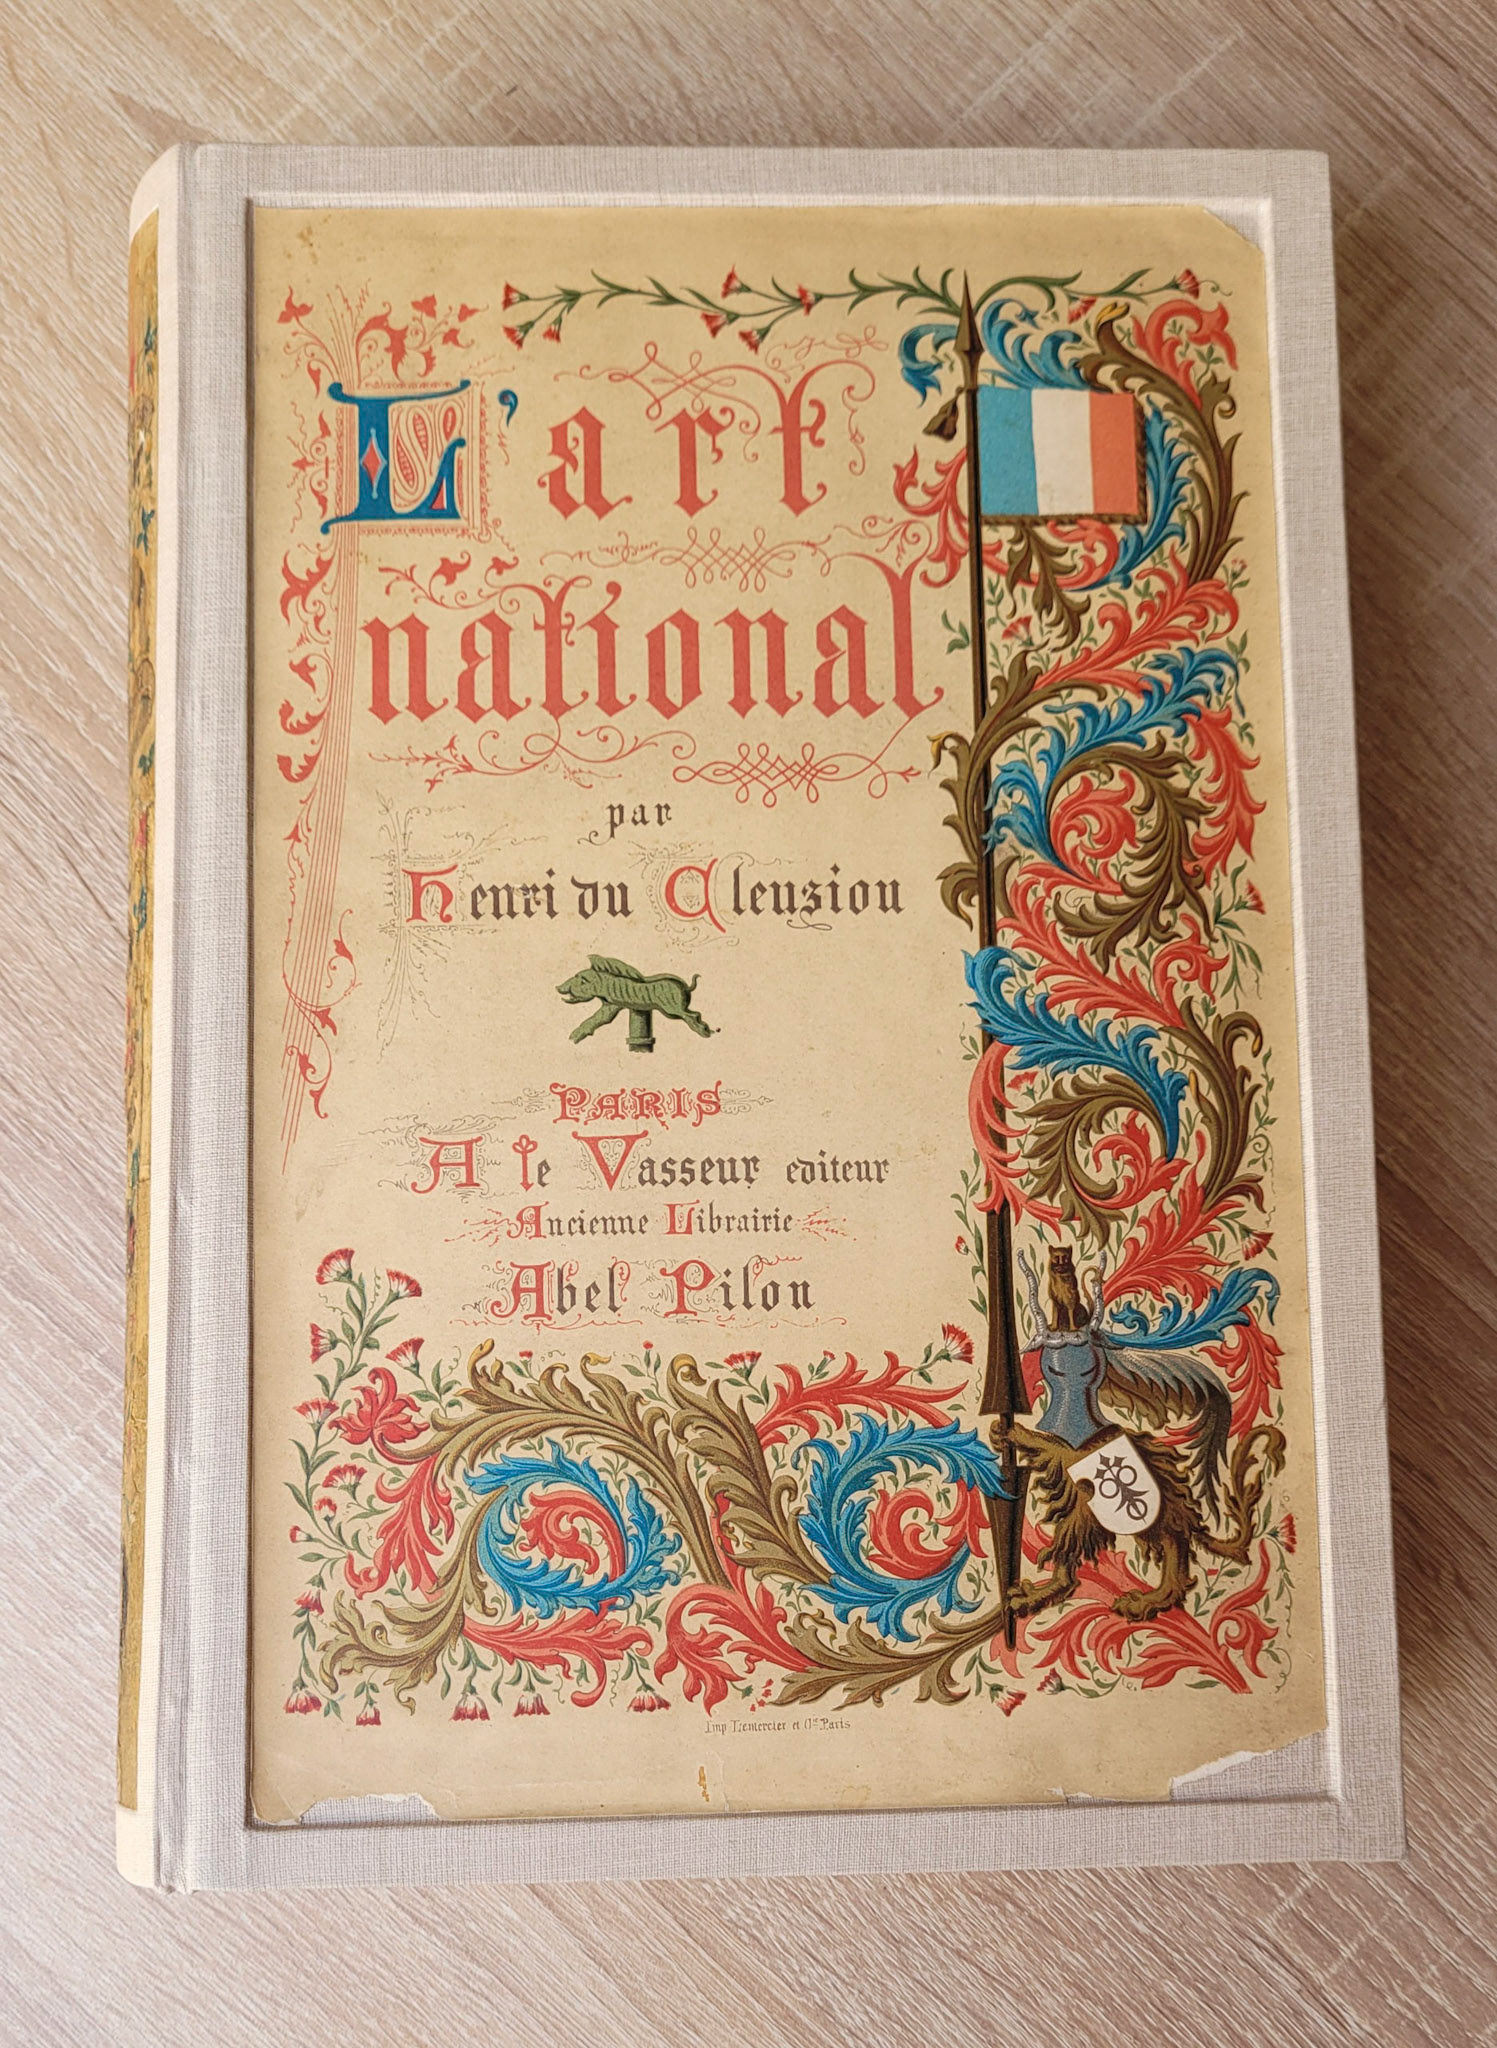 L'art
national
par
Henri du Cleuziou
PARIS
A le Vasseur editeur
Ancienne Librairie
Abel Pilon
Imp Lemercier et Cie Paris